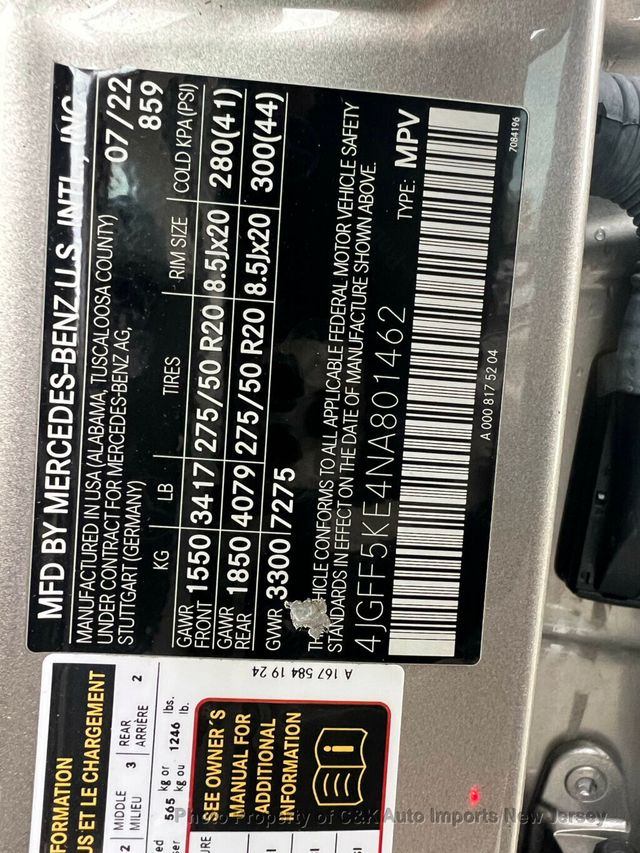 MFD BY MERCEDES-BENZ U.S. INTL., INC.
MANUFACTURED IN USA (ALABAMA, TUSCALOOSA COUNTY) 07/22
UNDER CONTRACT FOR MERCEDES-BENZ AG, 859
STUTTGART (GERMANY)
KG LB TIRES RIM SIZE COLD KPA (PSI)
GAWR FRONT 1550 3417 275/50 R20 8.5Jx20 280(41)
GAWR REAR 1850 4079 275/50 R20 8.5Jx20 300(44)
GVWR 3300 7275
VEHICLE CONFORMS TO ALL APPLICABLE FEDERAL MOTOR VEHICLE SAFETY
STANDARDS IN EFFECT ON THE DATE OF MANUFACTURE SHOWN ABOVE.
4JGFF5KE4NA801462 TYPE: MPV
A 000 817 52 04
7084196
A 167 584 19 24
US ET LE CHARGEMENT
2 MIDDLE 3 REAR 2
MILIEU ARRIÈRE
565 kg or 1246 lbs.
kg ou lb.
SEE OWNER'S
MANUAL FOR
ADDITIONAL
INFORMATION
Photo Property of C&K Auto Imports New Jersey